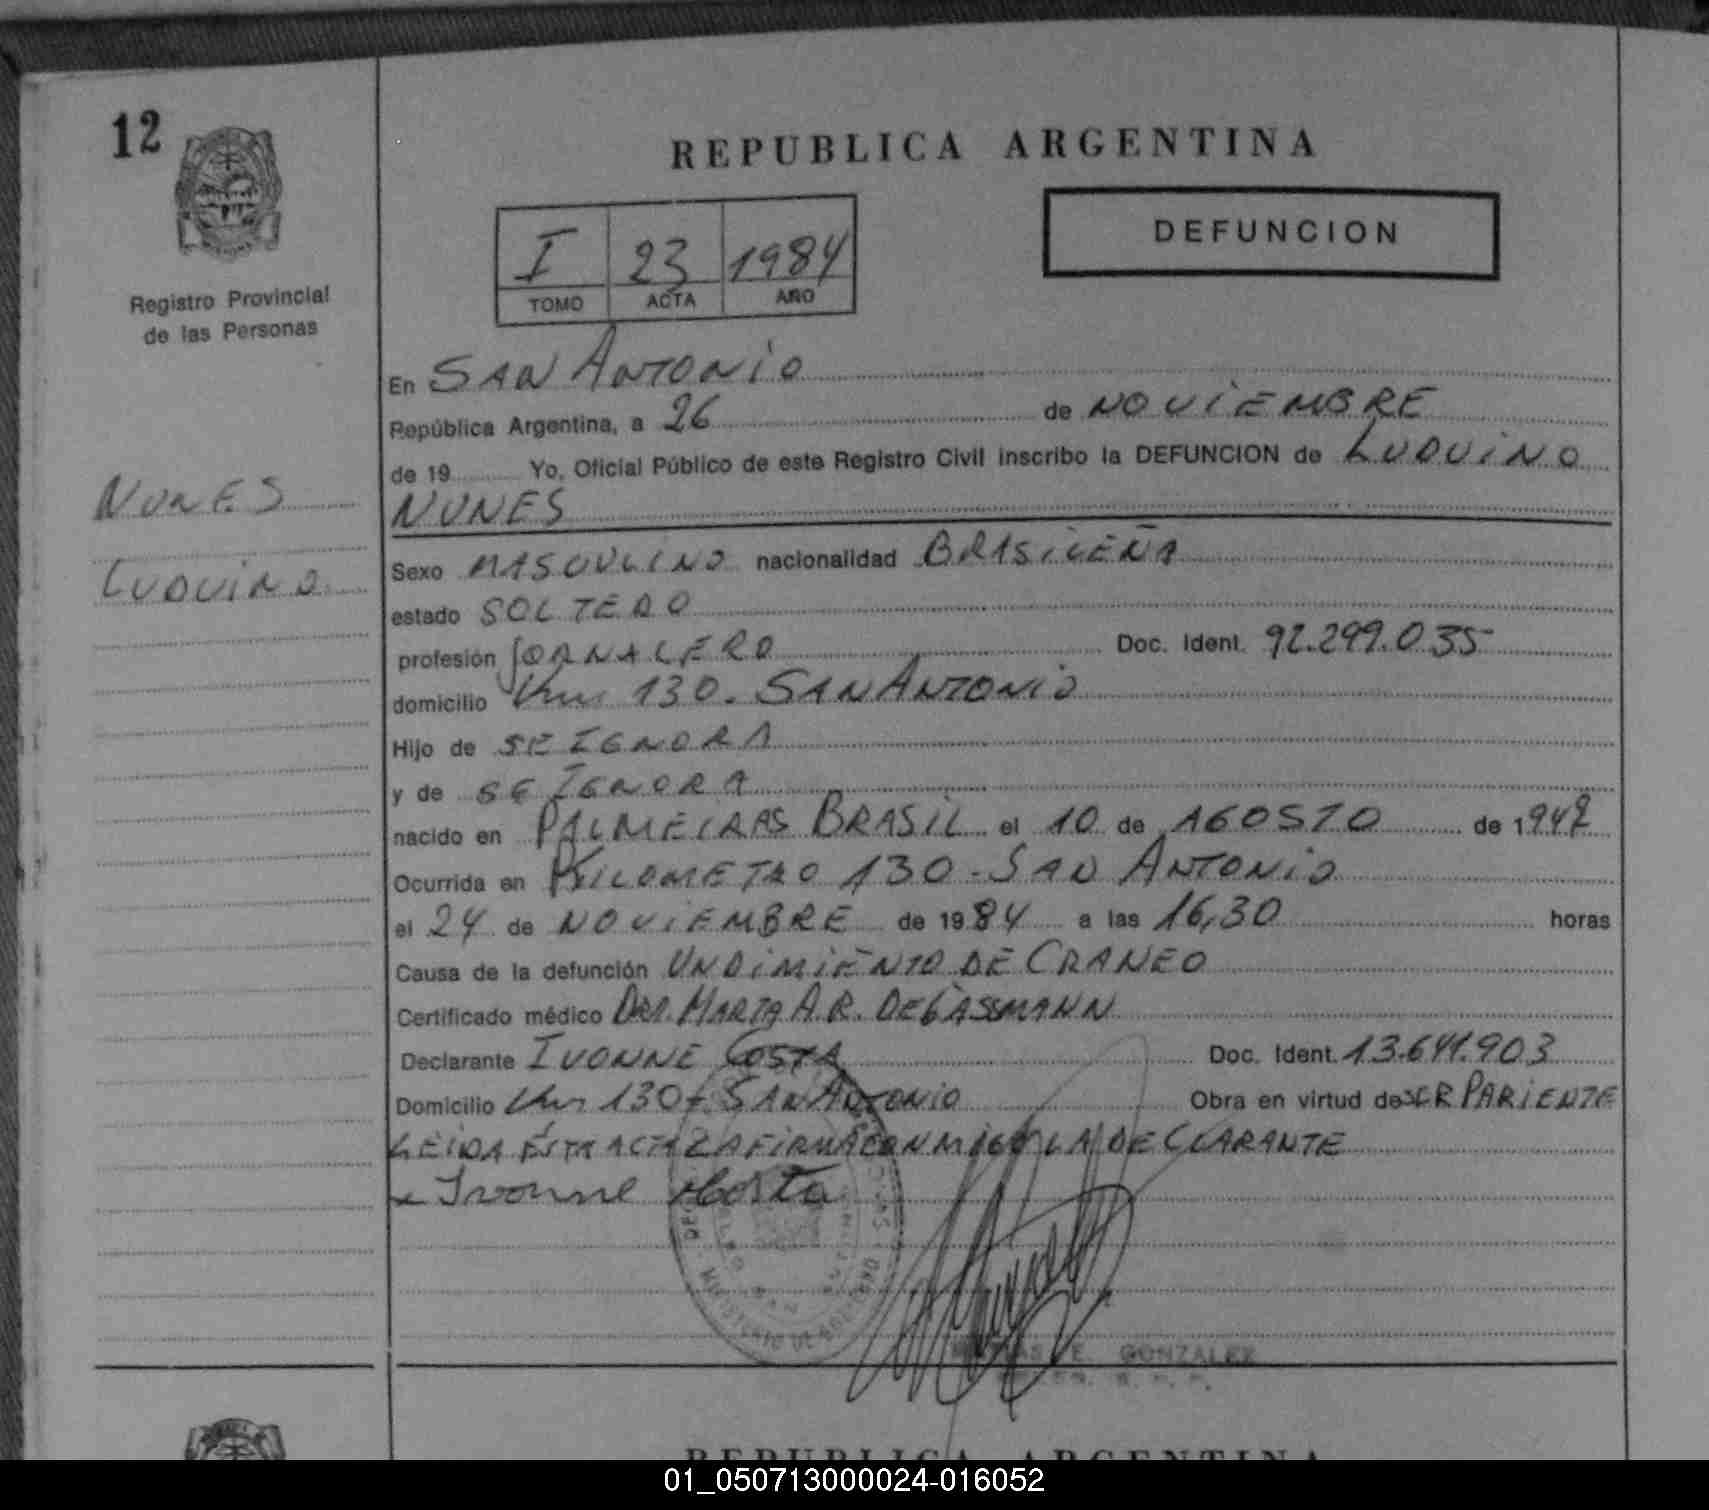 12
REPUBLICA ARGENTINA
I 23 1984
TOMO ACTA AÑO
DEFUNCION
Registro Provincial
de las Personas
NUNES
LUDUINO
En SAN ANTONIO
República Argentina, a 26 de NOVIEMBRE
de 19 Yo, Oficial Público de este Registro Civil inscribo la DEFUNCION de LUDUINO
NUNES
Sexo MASCULINO nacionalidad BRASILEÑA
estado SOLTERO
profesión JORNALERO Doc. Ident. 92.299.035
domicilio Km 130. SAN ANTONIO
Hijo de SE IGNORA
y de SE IGNORA
nacido en PALMEIRAS BRASIL el 10 de AGOSTO de 1942
Ocurrida en KILOMETRO 130 - SAN ANTONIO
el 24 de NOVIEMBRE de 1984 a las 16,30 horas
Causa de la defunción UNDIMIENTO DE CRANEO
Certificado médico DRA. MARTA A.R. DE GASSMANN
Declarante IVONNE COSTA Doc. Ident. 13.641.903
Domicilio Km 130 - SAN ANTONIO Obra en virtud de SER PARIENTE
LEIDA ÉSTA ACTA LA FIRMA CONMIGO LA DECLARANTE
Ivonne Costa
MINISTERIO DE GOBIERNO
E. GONZALEZ
REPUBLICA ARGENTINA
01_050713000024-016052